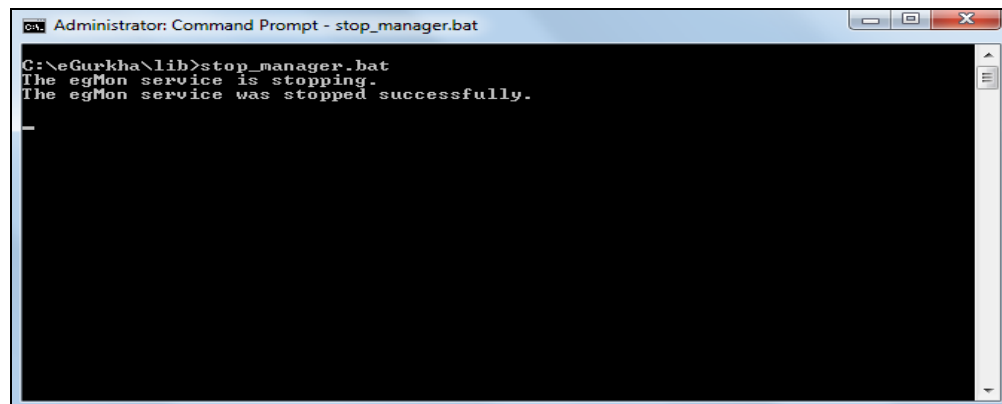 Administrator: Command Prompt - stop_manager.bat
C:\eGurkha\lib>stop_manager.bat
The egMon service is stopping.
The egMon service was stopped successfully.